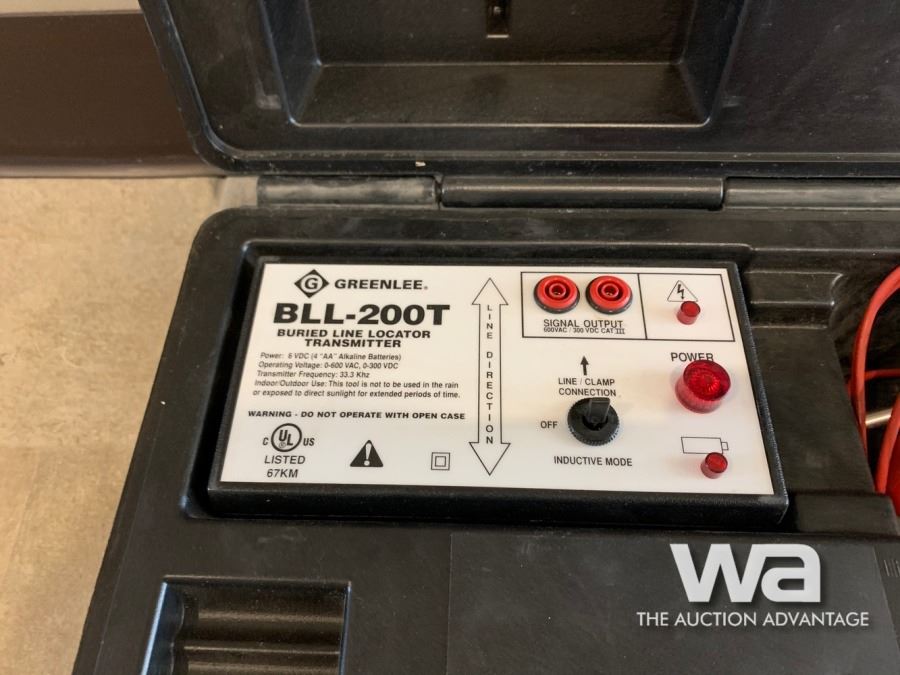 G GREENLEE®
BLL-200T
BURIED LINE LOCATOR
TRANSMITTER
Power: 6 VDC (4 "AA" Alkaline Batteries)
Operating Voltage: 0-600 VAC, 0-300 VDC
Transmitter Frequency: 33.3 Khz
Indoor/Outdoor Use: This tool is not to be used in the rain
or exposed to direct sunlight for extended periods of time.
WARNING - DO NOT OPERATE WITH OPEN CASE
C UL US
LISTED
67KM
LINE DIRECTION
SIGNAL OUTPUT
600VAC / 300 VDC CAT III
POWER
LINE / CLAMP
CONNECTION
OFF
INDUCTIVE MODE
wa
THE AUCTION ADVANTAGE